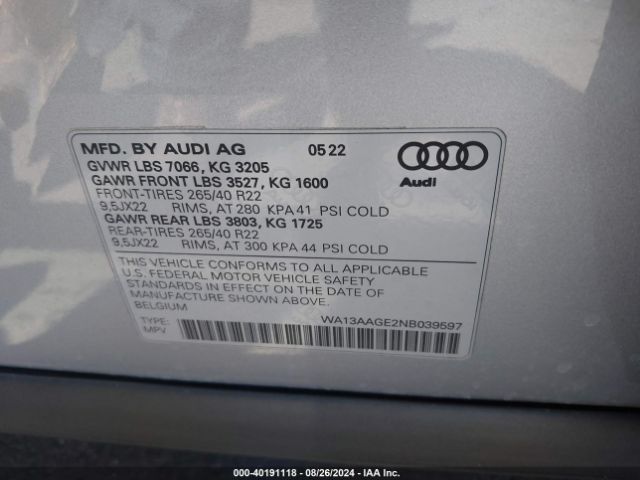 MFD. BY AUDI AG 0522
GVWR LBS 7066, KG 3205
GAWR FRONT LBS 3527, KG 1600
FRONT-TIRES 265/40 R22
9,5JX22 RIMS, AT 280 KPA 41 PSI COLD
GAWR REAR LBS 3803, KG 1725
REAR-TIRES 265/40 R22
9,5JX22 RIMS, AT 300 KPA 44 PSI COLD
Audi
THIS VEHICLE CONFORMS TO ALL APPLICABLE
U.S. FEDERAL MOTOR VEHICLE SAFETY
STANDARDS IN EFFECT ON THE DATE OF
MANUFACTURE SHOWN ABOVE.
BELGIUM
WA13AAGE2NB039597
TYPE:
MPV
000-40191118 - 08/26/2024 - IAAI.com